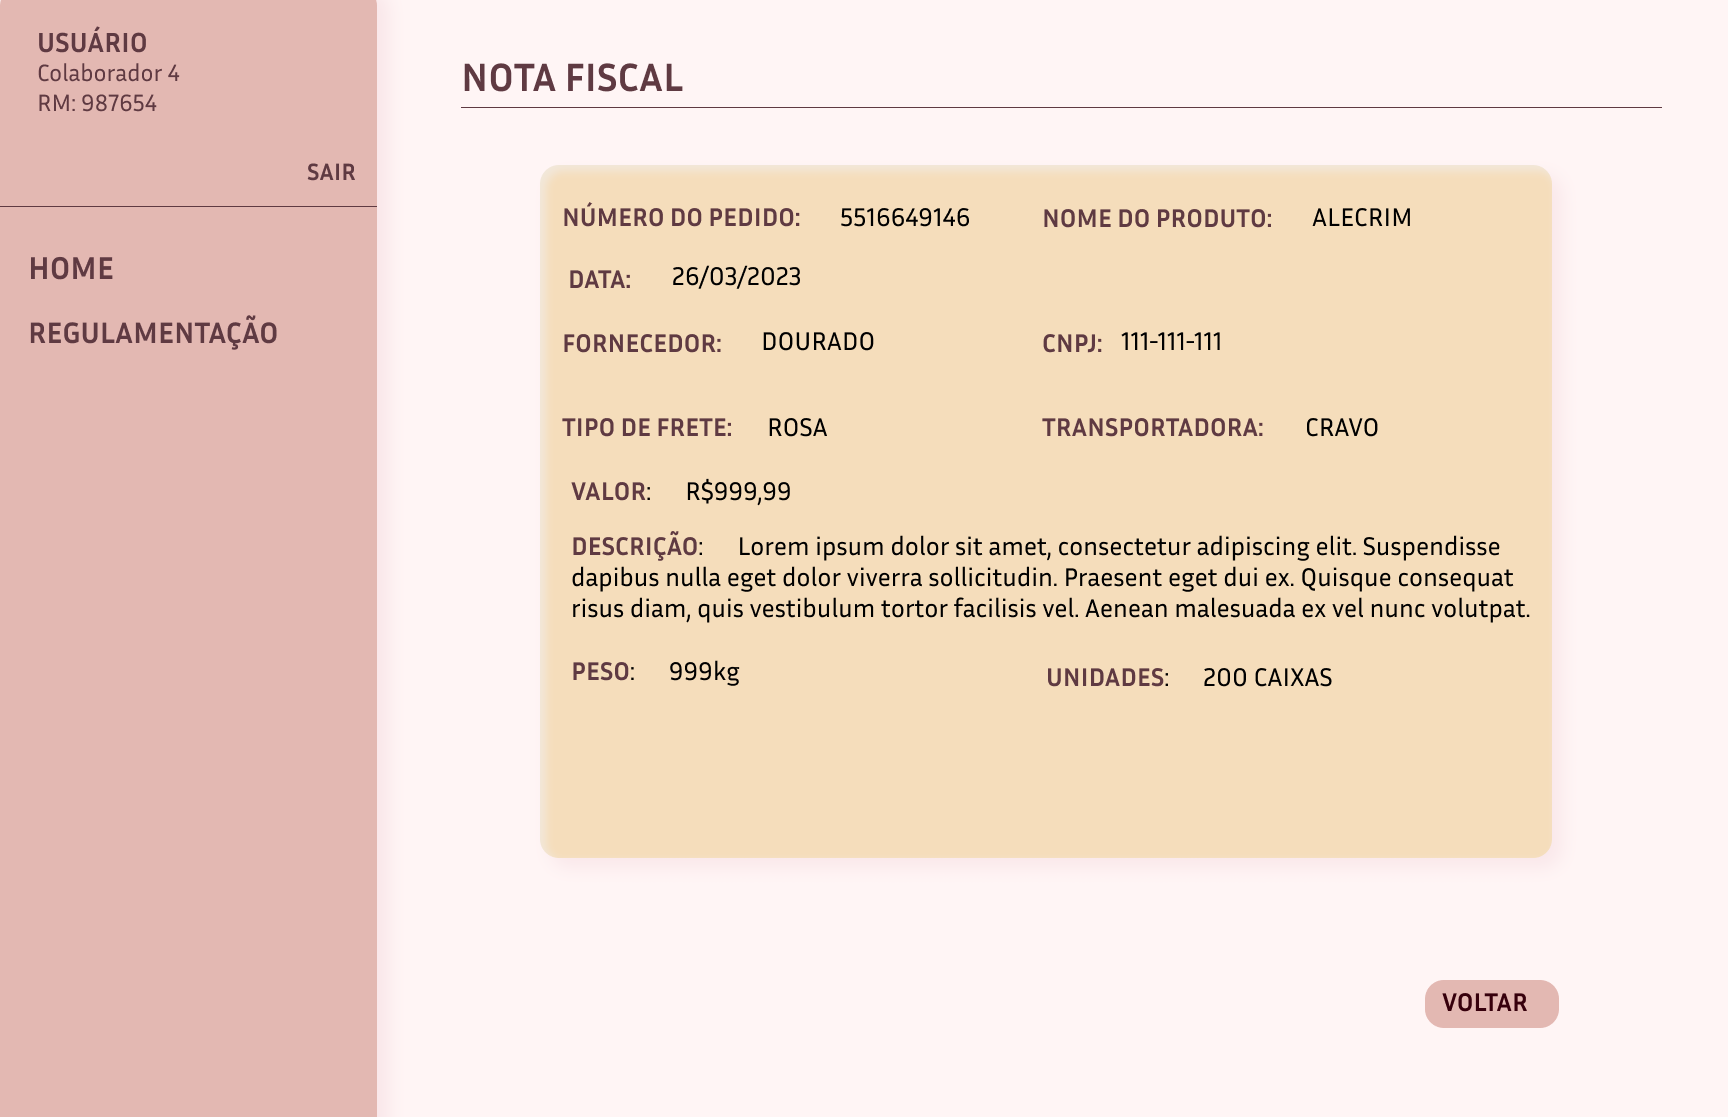 USUÁRIO
Colaborador 4
RM: 987654
SAIR
HOME
REGULAMENTAÇÃO
NOTA FISCAL
NÚMERO DO PEDIDO: 5516649146 NOME DO PRODUTO: ALECRIM
DATA: 26/03/2023
FORNECEDOR: DOURADO CNPJ: 111-111-111
TIPO DE FRETE: ROSA TRANSPORTADORA: CRAVO
VALOR: R$999,99
DESCRIÇÃO: Lorem ipsum dolor sit amet, consectetur adipiscing elit. Suspendisse
dapibus nulla eget dolor viverra sollicitudin. Praesent eget dui ex. Quisque consequat
risus diam, quis vestibulum tortor facilisis vel. Aenean malesuada ex vel nunc volutpat.
PESO: 999kg UNIDADES: 200 CAIXAS
VOLTAR